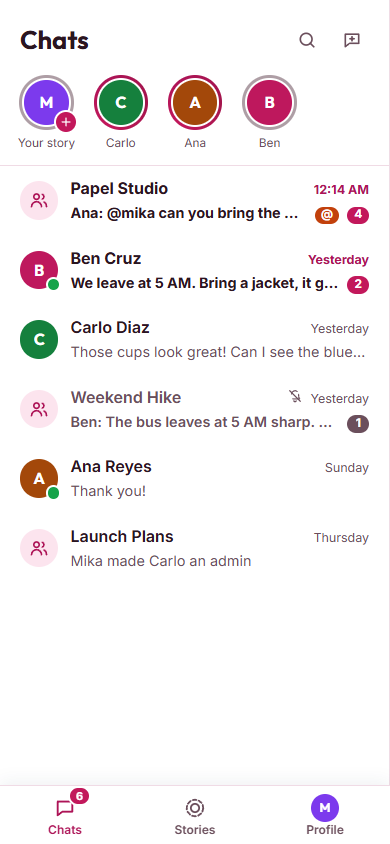 Chats
M
C
A
B
Your story
Carlo
Ana
Ben
Papel Studio
12:14 AM
Ana: @mika can you bring the ...
@
4
B
Ben Cruz
Yesterday
We leave at 5 AM. Bring a jacket, it g...
2
C
Carlo Diaz
Yesterday
Those cups look great! Can I see the blue...
Weekend Hike
Yesterday
Ben: The bus leaves at 5 AM sharp. ...
1
A
Ana Reyes
Sunday
Thank you!
Launch Plans
Thursday
Mika made Carlo an admin
6
Chats
Stories
M
Profile